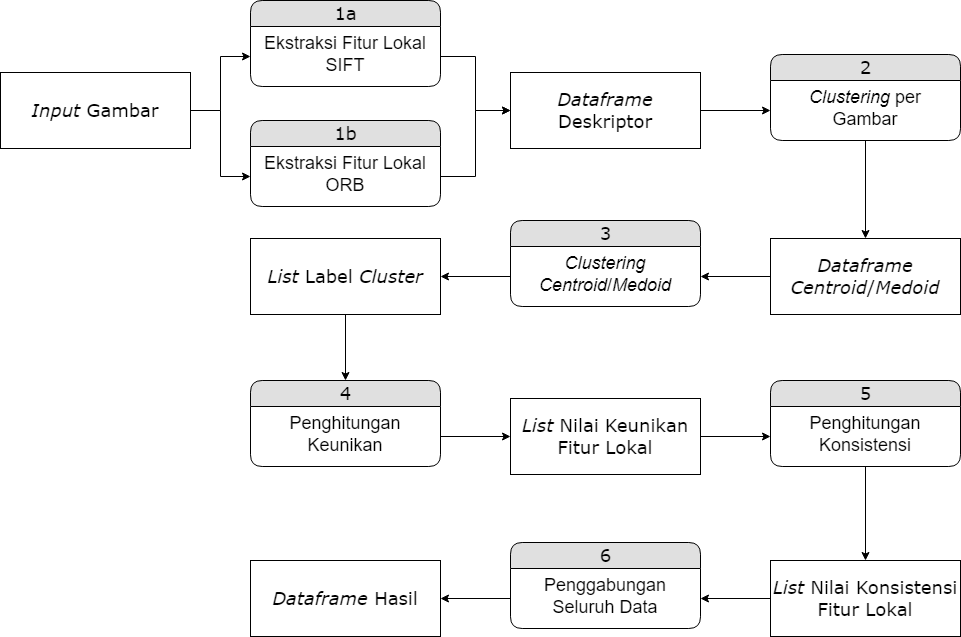 Input Gambar
1a
Ekstraksi Fitur Lokal
SIFT
1b
Ekstraksi Fitur Lokal
ORB
Dataframe
Deskriptor
2
Clustering per
Gambar
Dataframe
Centroid/Medoid
3
Clustering
Centroid/Medoid
List Label Cluster
4
Penghitungan
Keunikan
List Nilai Keunikan
Fitur Lokal
5
Penghitungan
Konsistensi
List Nilai Konsistensi
Fitur Lokal
6
Penggabungan
Seluruh Data
Dataframe Hasil